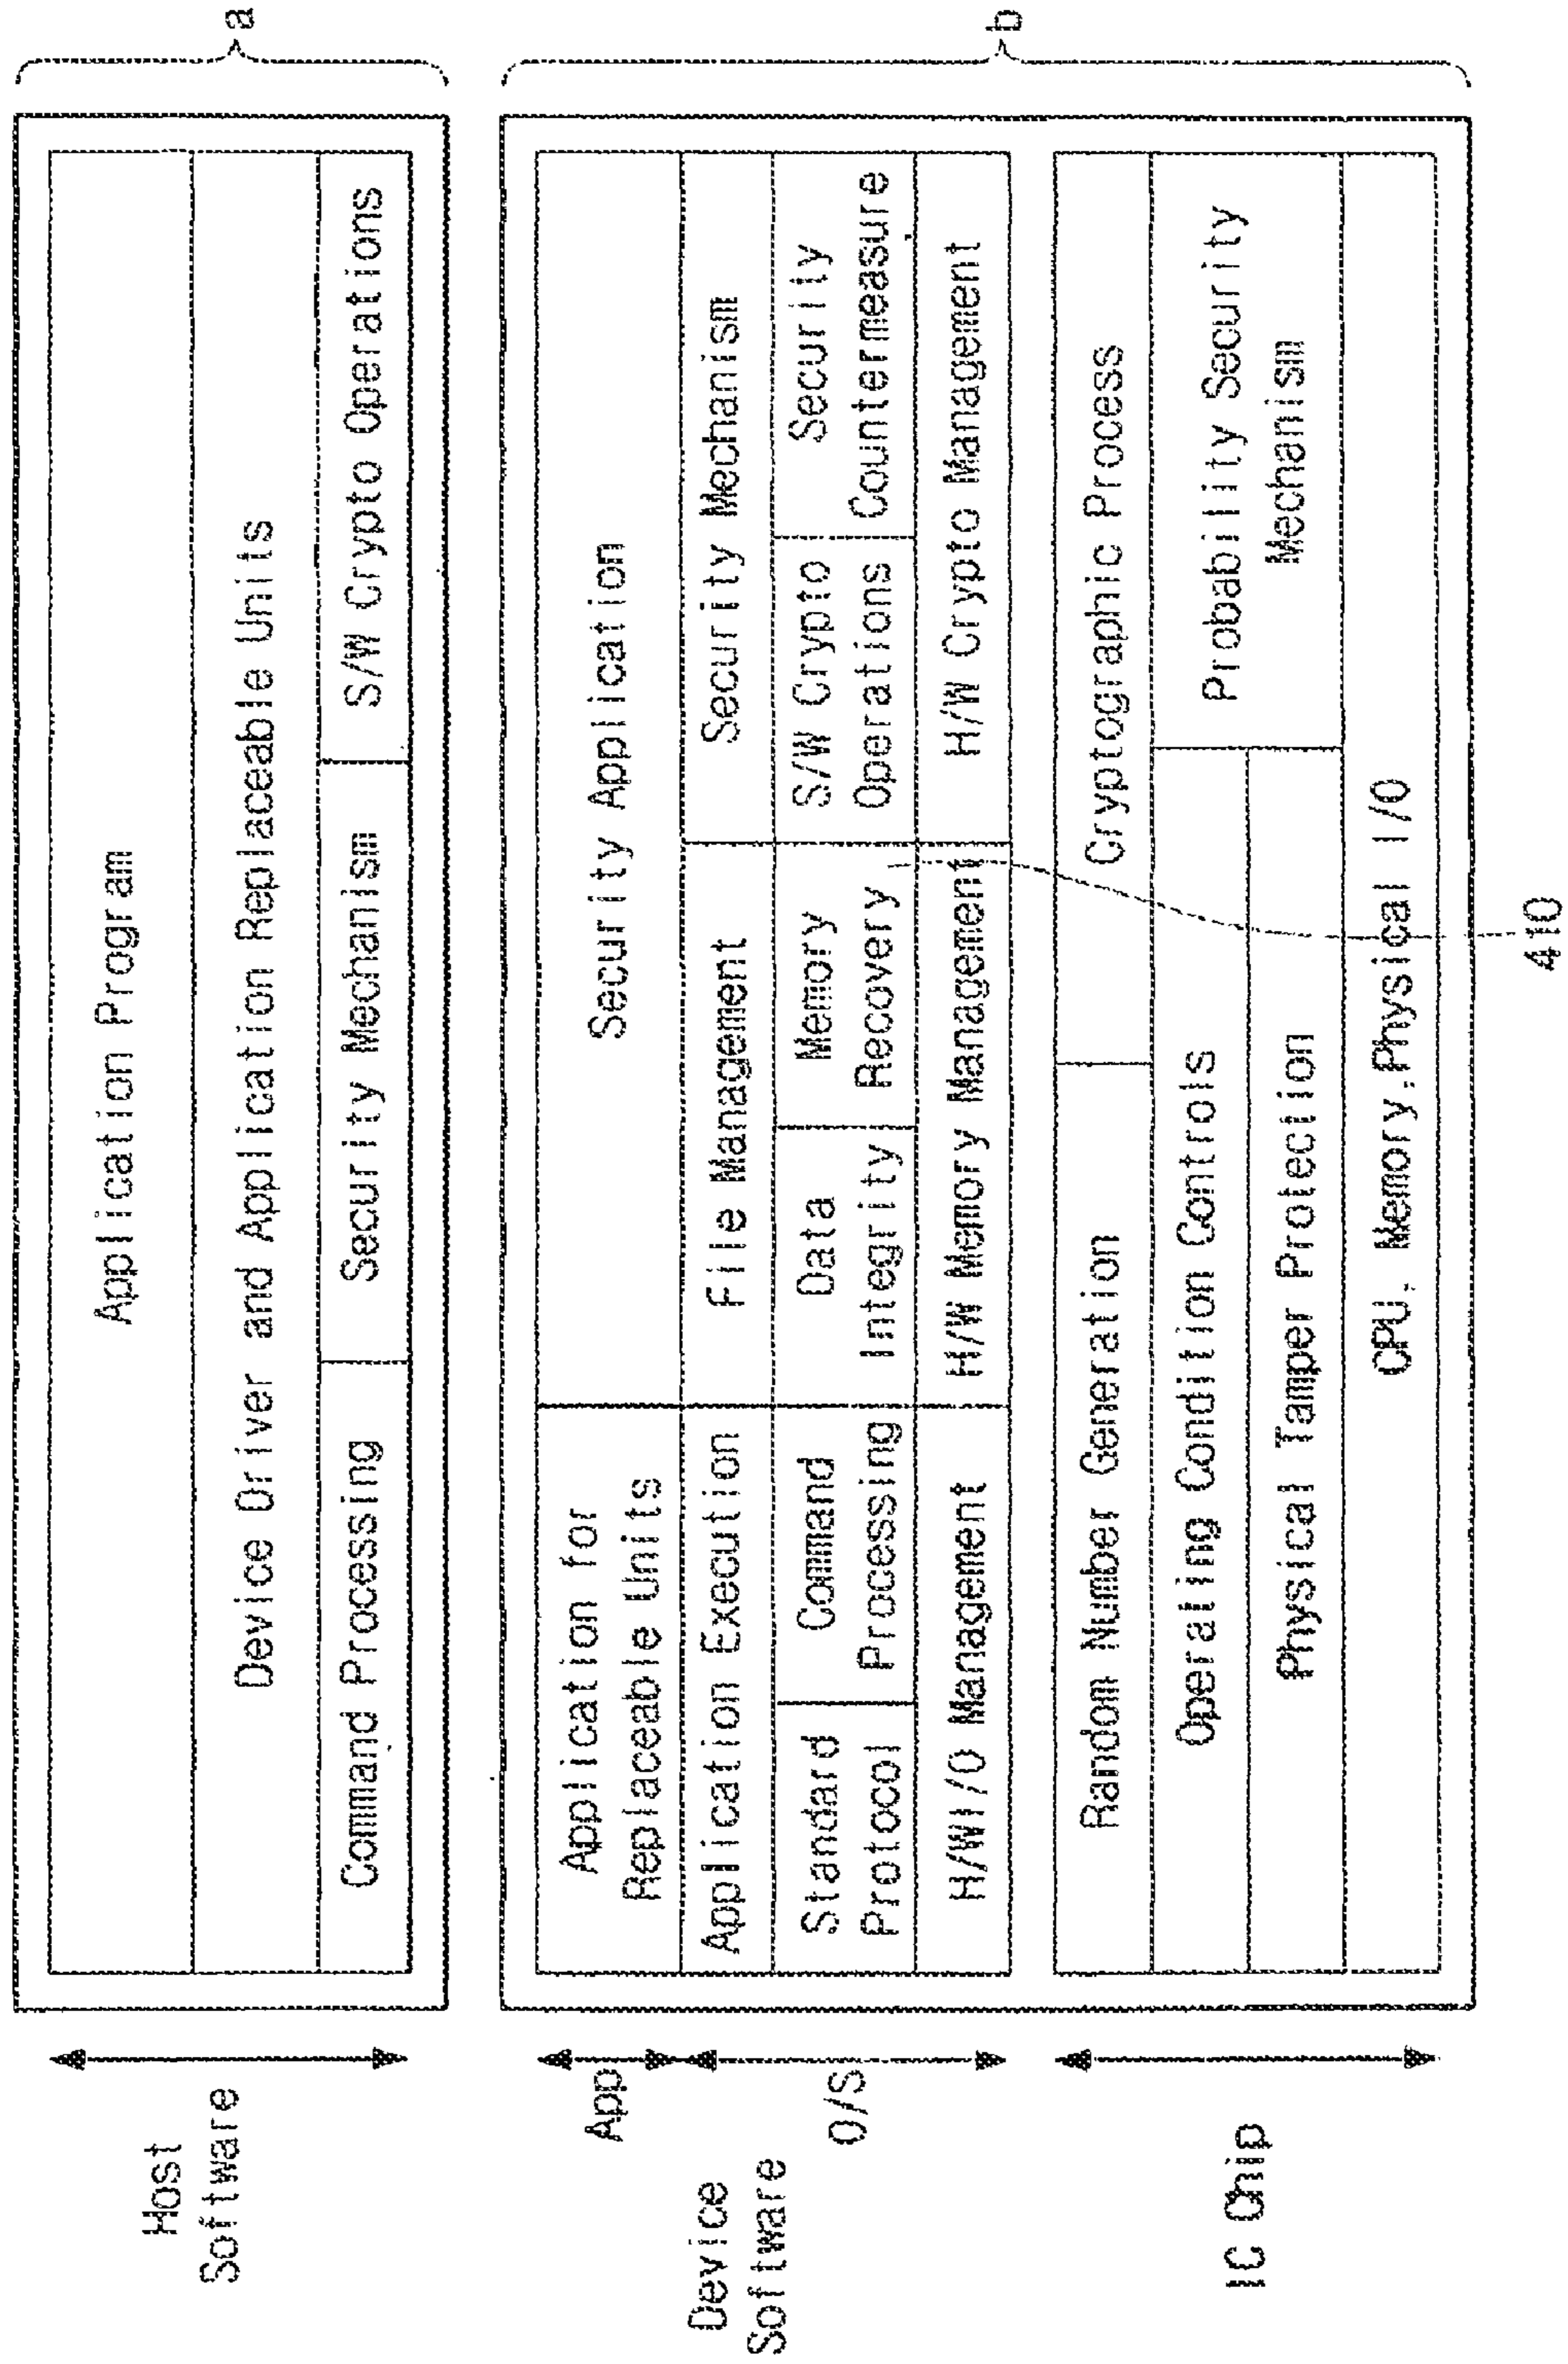 Host
Software
Application Program
Device Driver and Application Replaceable Units
Command Processing
Security Mechanism
S/W Crypto Operations
a
Device
Software
App
O/S
Application for
Replaceable Units
Security Application
Application Execution
File Management
Security Mechanism
Standard
Protocol
Command
Processing
Data
Integrity
Memory
Recovery
S/W Crypto
Operations
Security
Countermeasure
H/WI/O Management
H/W Memory Management
H/W Crypto Management
IC Chip
Random Number Generation
Cryptographic Process
Operating Condition Controls
Physical Tamper Protection
Probability Security
Mechanism
CPU, Memory,Physical I/O
b
410